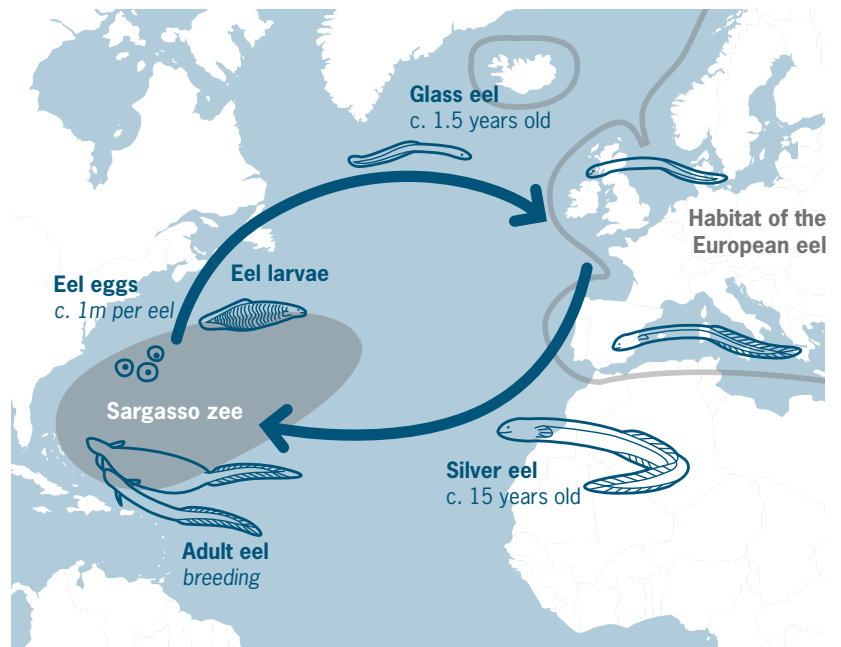 Glass eel
c. 1.5 years old
Habitat of the
European eel
Eel larvae
Eel eggs
c. 1m per eel
Sargasso zee
Silver eel
c. 15 years old
Adult eel
breeding